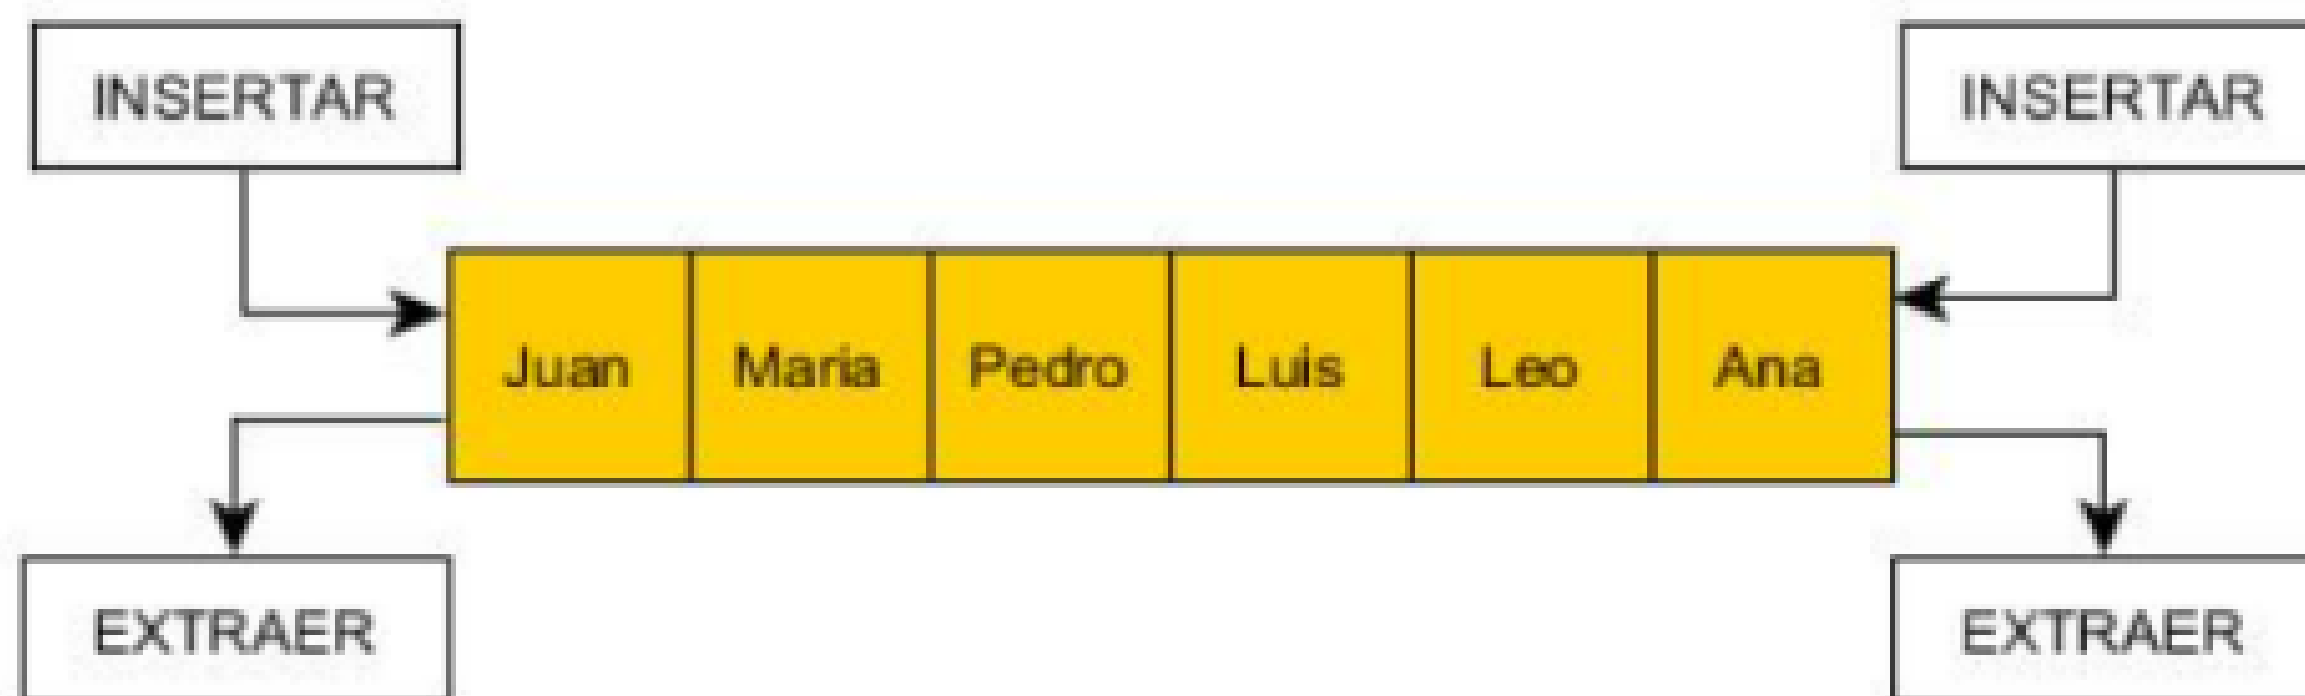 INSERTAR
INSERTAR
Juan Maria Pedro Luis Leo Ana
EXTRAER
EXTRAER